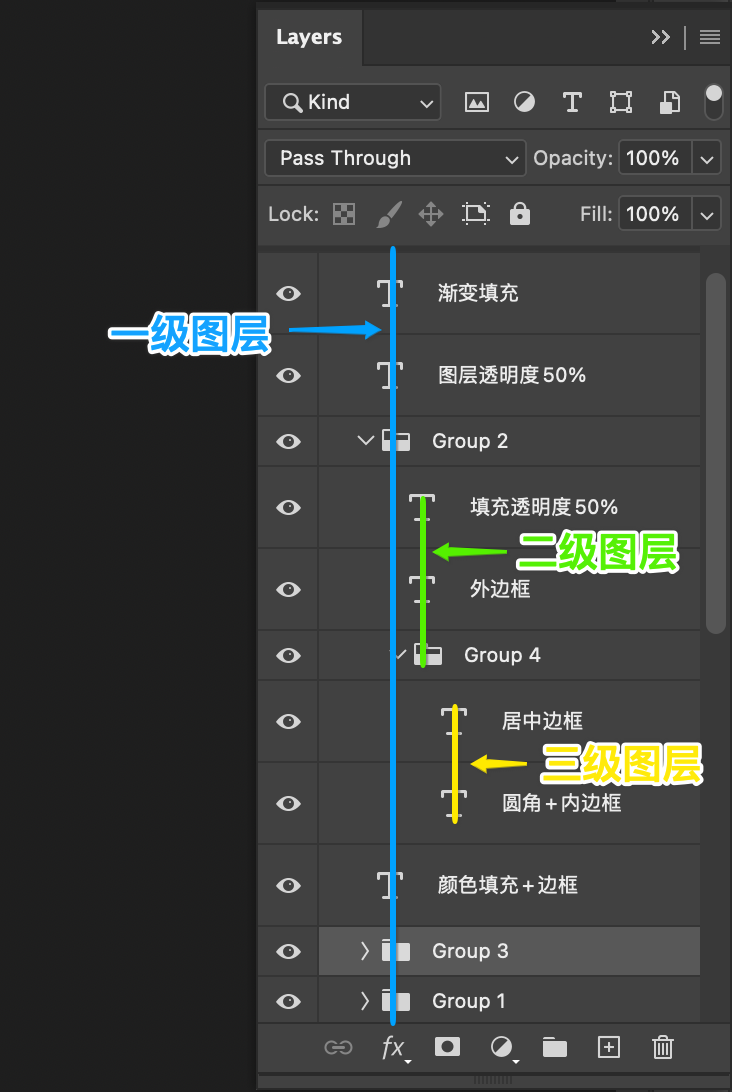 Layers
Kind
Pass Through
Opacity: 100%
Lock:
Fill: 100%
渐变填充
一级图层
图层透明度50%
Group 2
填充透明度50%
二级图层
外边框
Group 4
居中边框
三级图层
圆角+内边框
颜色填充+边框
Group 3
Group 1
fx